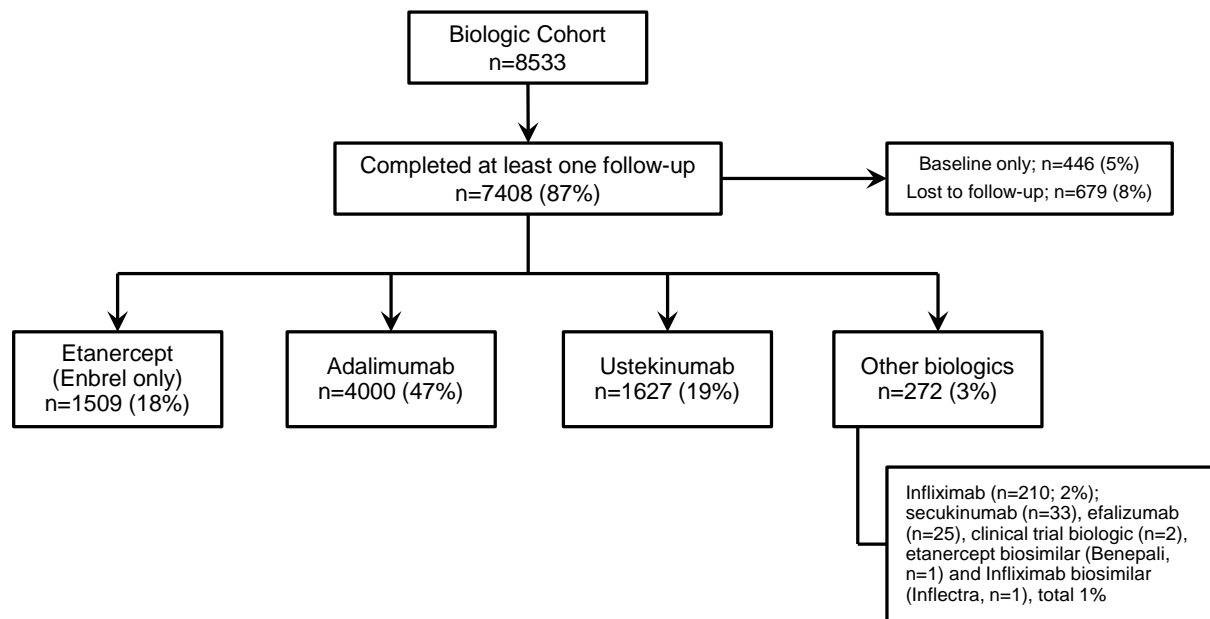 Biologic Cohort
n=8533
Completed at least one follow-up
n=7408 (87%)
Baseline only; n=446 (5%)
Lost to follow-up; n=679 (8%)
Etanercept
(Enbrel only)
n=1509 (18%)
Adalimumab
n=4000 (47%)
Ustekinumab
n=1627 (19%)
Other biologics
n=272 (3%)
Infliximab (n=210; 2%);
secukinumab (n=33), efalizumab
(n=25), clinical trial biologic (n=2),
etanercept biosimilar (Benepali,
n=1) and Infliximab biosimilar
(Inflectra, n=1), total 1%